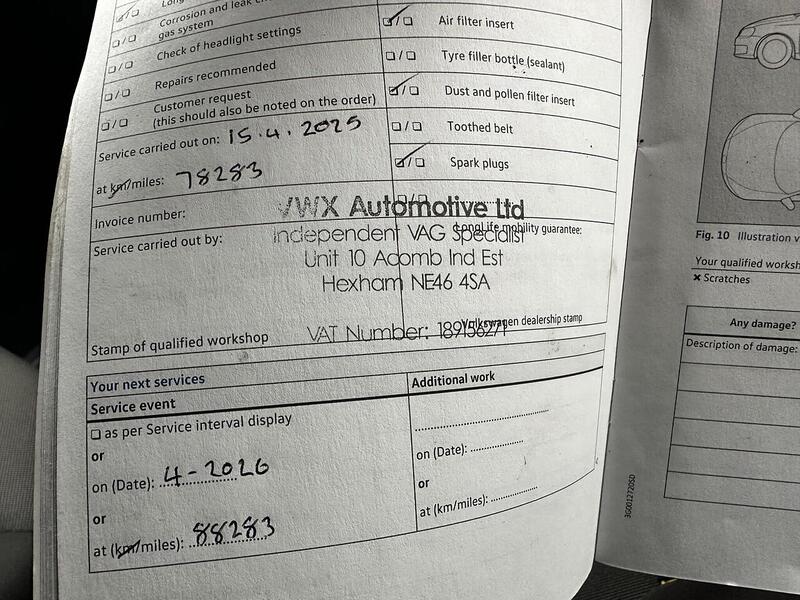 Corrosion and leak
gas system
Check of headlight settings
Repairs recommended
Customer request
(this should also be noted on the order)
Service carried out on: 15.4.2025
at km/miles: 78283
Invoice number:
Service carried out by:
Stamp of qualified workshop
Air filter insert
Tyre filler bottle (sealant)
Dust and pollen filter insert
Toothed belt
Spark plugs
LongLife mobility guarantee:
Volkswagen dealership stamp
VWX Automotive Ltd
Independent VAG Specialist
Unit 10 Acomb Ind Est
Hexham NE46 4SA
VAT Number: 189156271
Your next services
Service event
as per Service interval display
or
on (Date): 4-2026
or
at (km/miles): 88283
Additional work
on (Date):
or
at (km/miles):
Fig. 10 Illustration
Your qualified
Scratches
Any damage?
Description of damage:
3G0012720SD